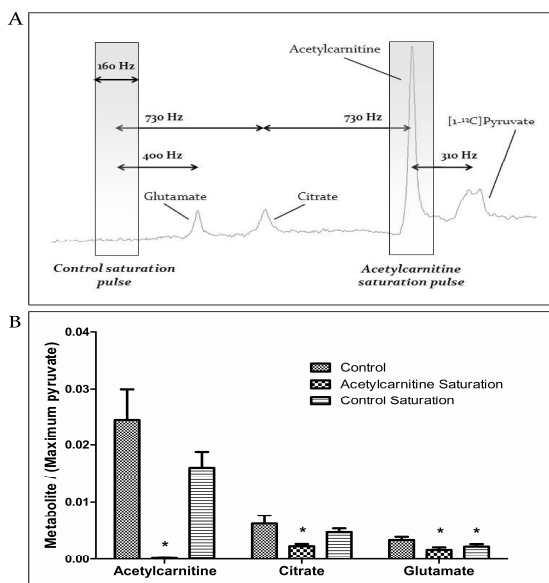 A
160 Hz
Acetylcarnitine
730 Hz
730 Hz
[1-¹²C]Pyruvate
400 Hz
310 Hz
Glutamate
Citrate
Control saturation
pulse
Acetylcarnitine
saturation pulse
B
Metabolite / (Maximum pyruvate)
0.04
0.03
0.02
0.01
0.00
Control
Acetylcarnitine Saturation
Control Saturation
*
*
*
*
Acetylcarnitine
Citrate
Glutamate